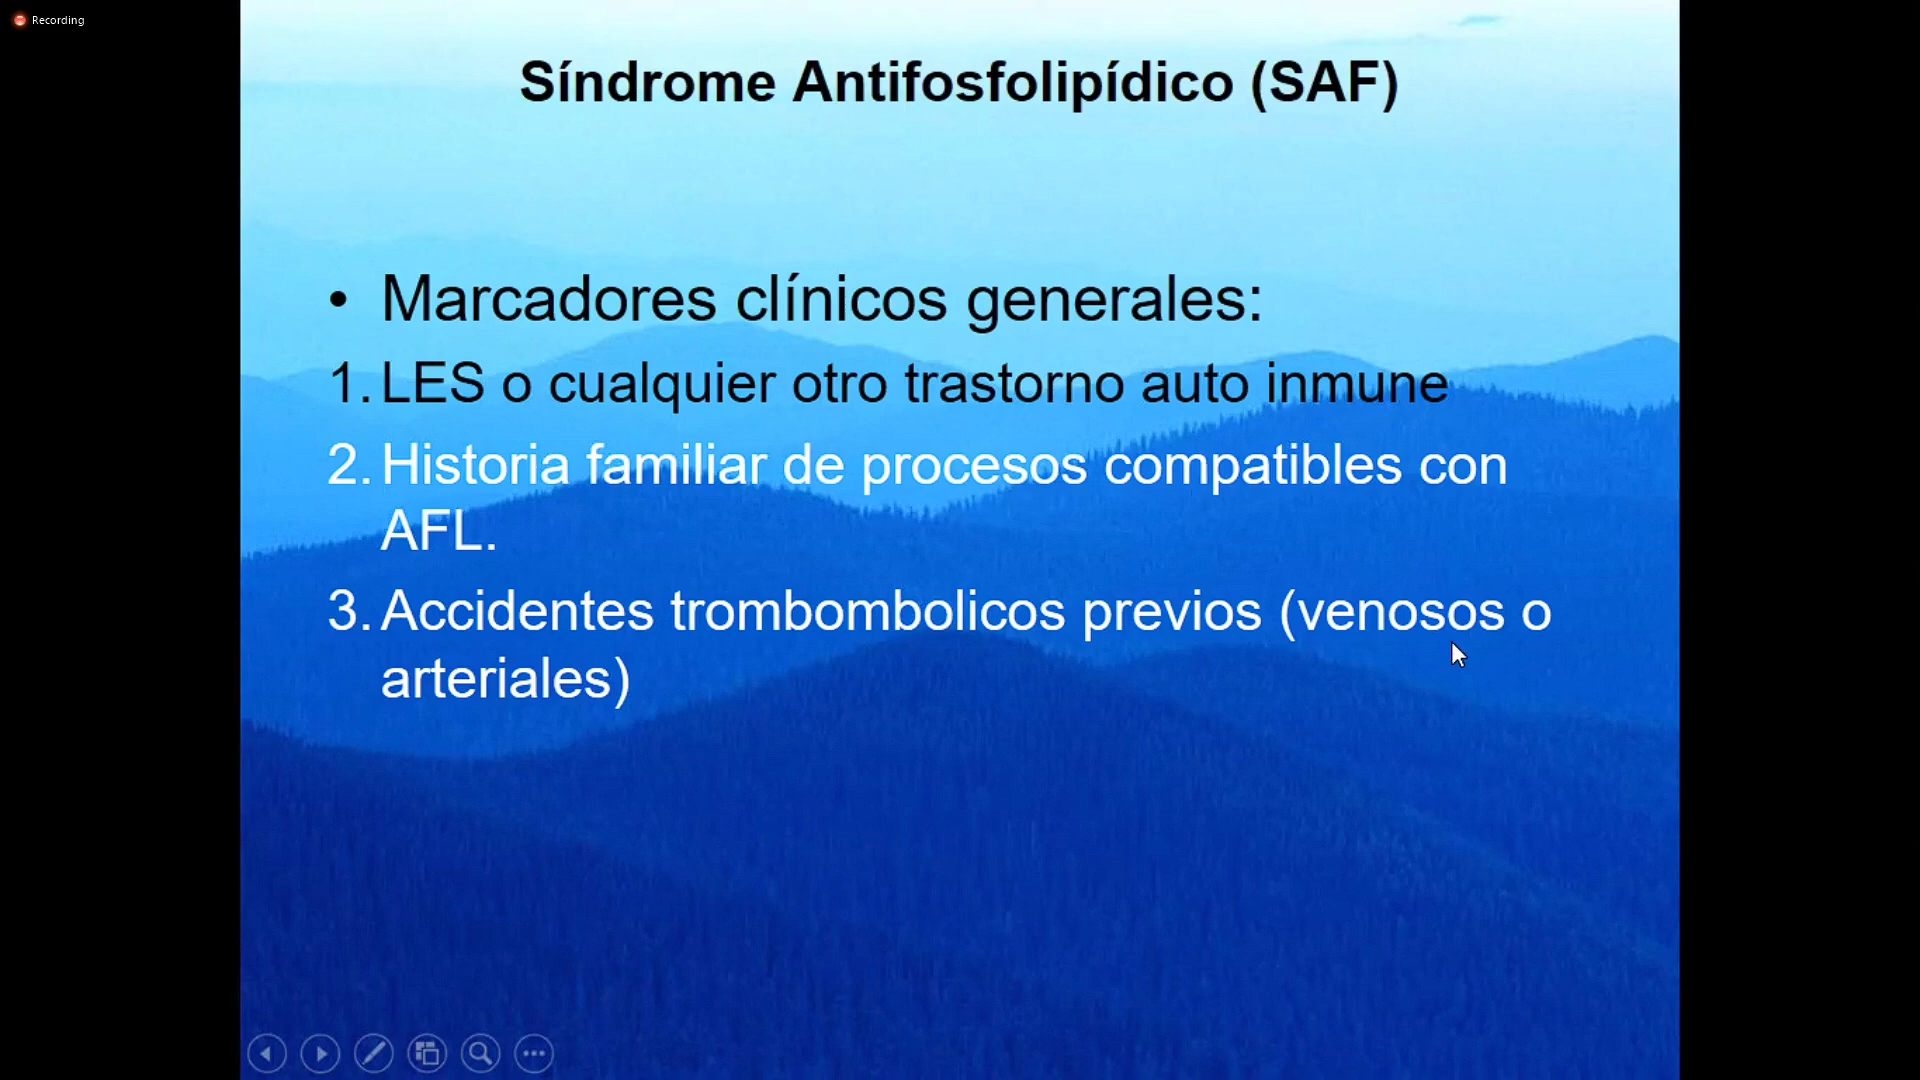 Recording
Síndrome Antifosfolipídico (SAF)
• Marcadores clínicos generales:
1. LES o cualquier otro trastorno auto inmune
2. Historia familiar de procesos compatibles con
AFL.
3. Accidentes trombombolicos previos (venosos o
arteriales)